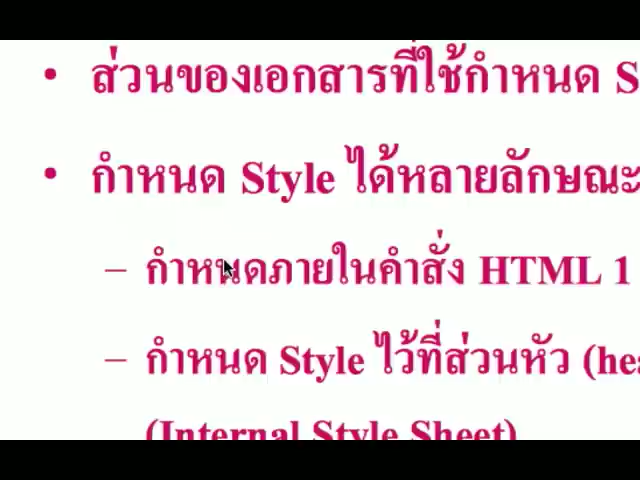 • ส่วนของเอกสารที่ใช้กำหนด S
• กำหนด Style ได้หลายลักษณะ
– กำหนดภายในคำสั่ง HTML 1
– กำหนด Style ไว้ที่ส่วนหัว (hea
(Internal Style Sheet)